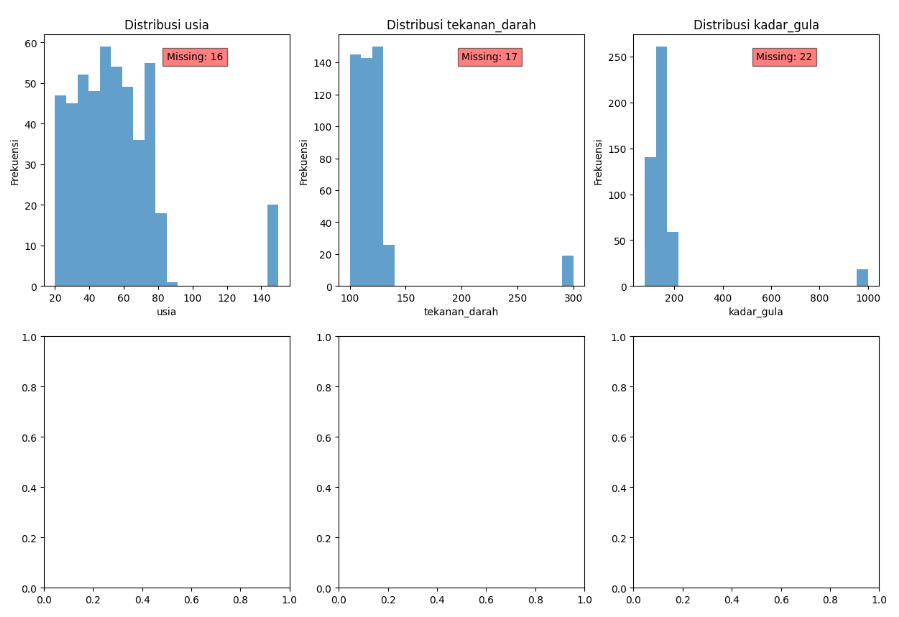 Distribusi usia
60
50
40
30
20
10
0
Frekuensi
Missing: 16
20 40 60 80 100 120 140
usia
Distribusi tekanan_darah
140
120
100
80
60
40
20
0
Frekuensi
Missing: 17
100 150 200 250 300
tekanan_darah
Distribusi kadar_gula
250
200
150
100
50
0
Frekuensi
Missing: 22
200 400 600 800 1000
kadar_gula
1.0
0.8
0.6
0.4
0.2
0.0
0.0 0.2 0.4 0.6 0.8 1.0
1.0
0.8
0.6
0.4
0.2
0.0
0.0 0.2 0.4 0.6 0.8 1.0
1.0
0.8
0.6
0.4
0.2
0.0
0.0 0.2 0.4 0.6 0.8 1.0